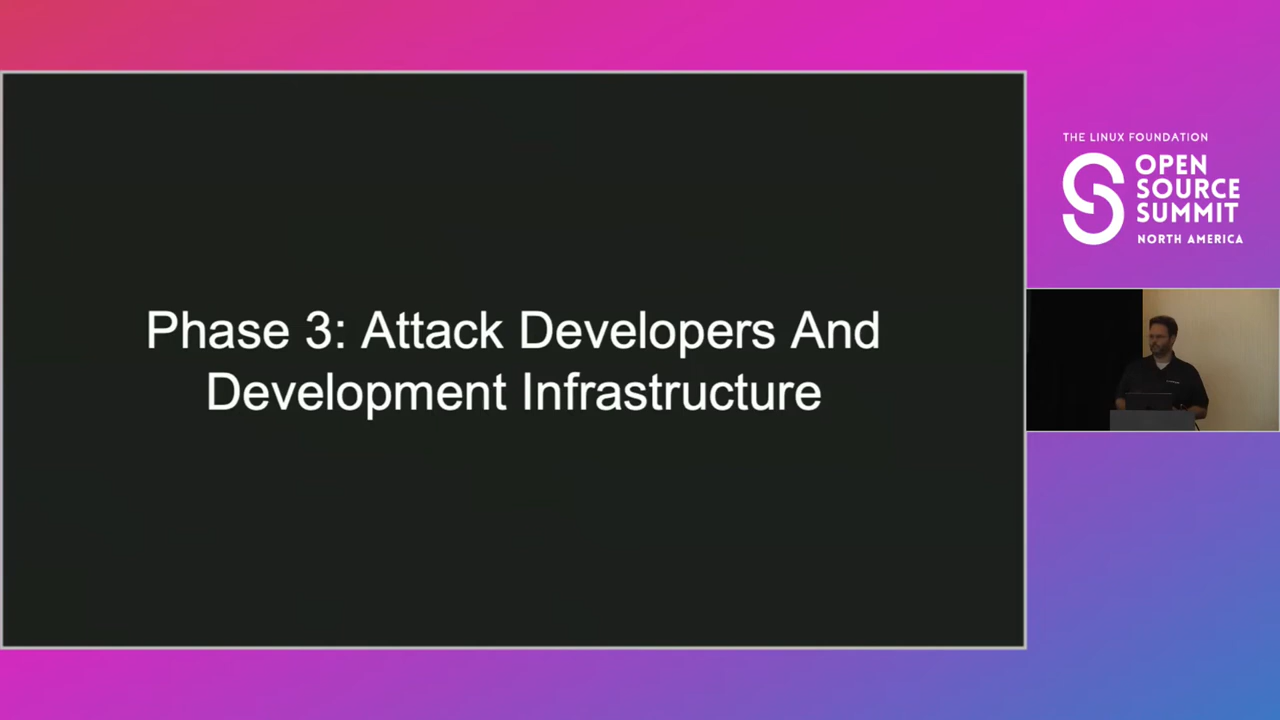 Phase 3: Attack Developers And
Development Infrastructure
THE LINUX FOUNDATION
OPEN
SOURCE
SUMMIT
NORTH AMERICA